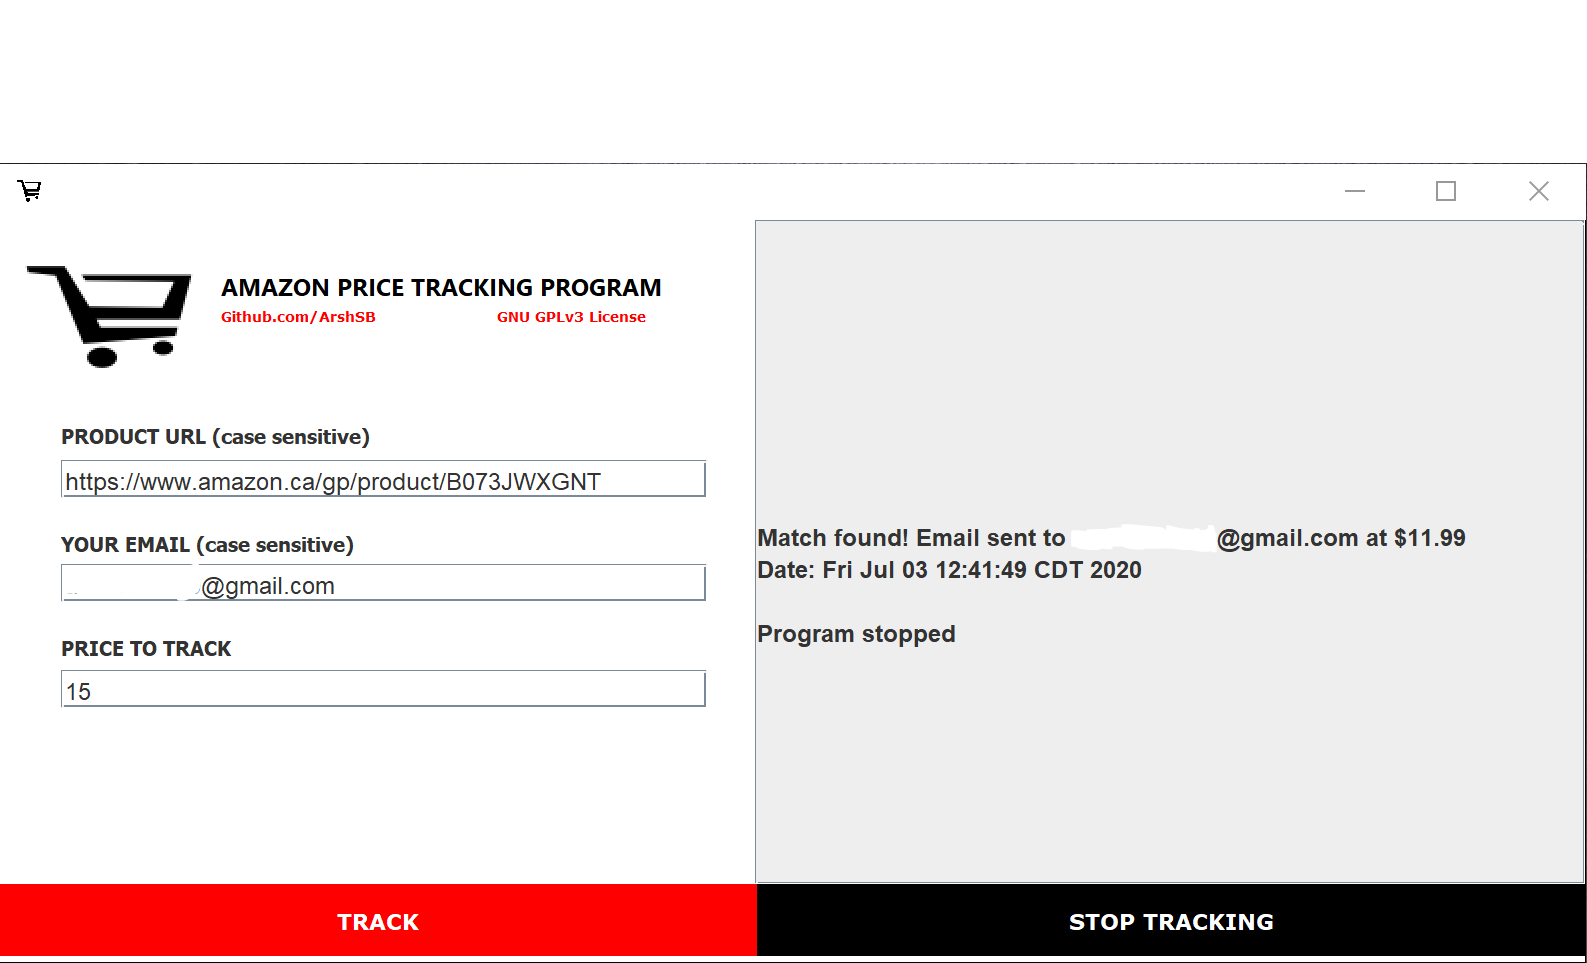 AMAZON PRICE TRACKING PROGRAM
Github.com/ArshSB GNU GPLv3 License
PRODUCT URL (case sensitive)
https://www.amazon.ca/gp/product/B073JWXGNT
YOUR EMAIL (case sensitive)
@gmail.com
PRICE TO TRACK
15
Match found! Email sent to @gmail.com at $11.99
Date: Fri Jul 03 12:41:49 CDT 2020
Program stopped
TRACK
STOP TRACKING